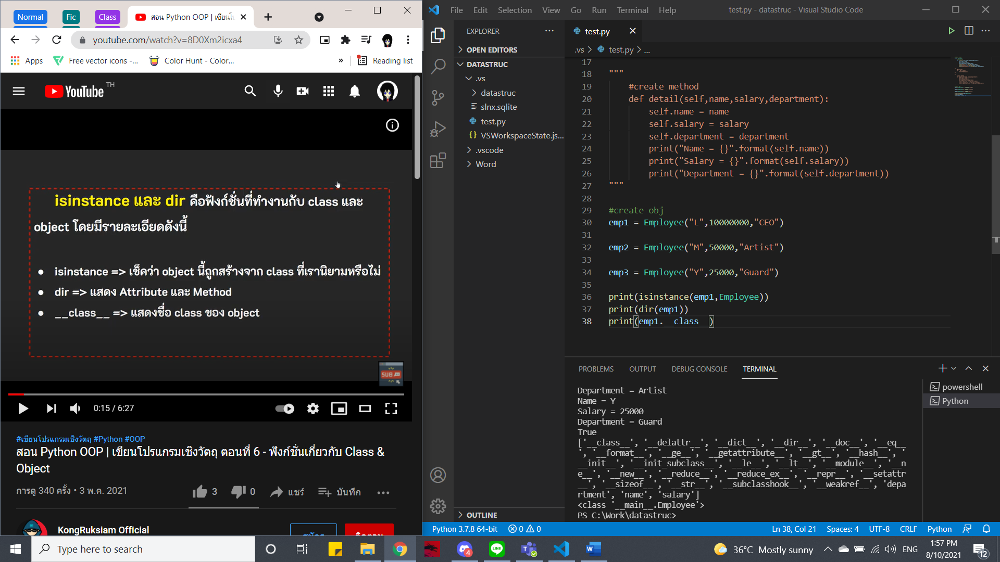 Normal
Fic
Class
สอน Python OOP | เขียนโ
youtube.com/watch?v=8D0Xm2icxa4
Apps
Free vector icons -...
Color Hunt - Color...
»
Reading list
YouTube TH
isinstance และ dir คือฟังก์ชั่นที่ทำงานกับ class และ
object โดยมีรายละเอียดดังนี้
● isinstance => เช็คว่า object นี้ถูกสร้างจาก class ที่เรานิยามหรือไม่
● dir => แสดง Attribute และ Method
● __class__ => แสดงชื่อ class ของ object
SUB
0:15 / 6:27
#เขียนโปรแกรมเชิงวัตถุ #Python #OOP
สอน Python OOP | เขียนโปรแกรมเชิงวัตถุ ตอนที่ 6 - ฟังก์ชั่นเกี่ยวกับ Class &
Object
การดู 340 ครั้ง • 3 พ.ค. 2021
3
0
แชร์
บันทึก
KongRuksiam Official
File Edit Selection View Go Run Terminal Help
test.py - datastruc - Visual Studio Code
EXPLORER
OPEN EDITORS
DATASTRUC
.vs
datastruc
slnx.sqlite
test.py
VSWorkspaceState.js...
.vscode
Word
OUTLINE
test.py
.vs > test.py > ...
17
18 """
19 #create method
20 def detail(self,name,salary,department):
21 self.name = name
22 self.salary = salary
23 self.department = department
24 print("Name = {}".format(self.name))
25 print("Salary = {}".format(self.salary))
26 print("Department = {}".format(self.department))
27 """
28
29 #create obj
30 emp1 = Employee("L",10000000,"CEO")
31
32 emp2 = Employee("M",50000,"Artist")
33
34 emp3 = Employee("Y",25000,"Guard")
35
36 print(isinstance(emp1,Employee))
37 print(dir(emp1))
38 print(emp1.__class__)
PROBLEMS OUTPUT DEBUG CONSOLE TERMINAL
powershell
Python
Department = Artist
Name = Y
Salary = 25000
Department = Guard
True
['__class__', '__delattr__', '__dict__', '__dir__', '__doc__', '__eq__
', '__format__', '__ge__', '__getattribute__', '__gt__', '__hash__', '
__init__', '__init_subclass__', '__le__', '__lt__', '__module__', '__n
e__', '__new__', '__reduce__', '__reduce_ex__', '__repr__', '__setattr
__', '__sizeof__', '__str__', '__subclasshook__', '__weakref__', 'depa
rtment', 'name', 'salary']
<class '__main__.Employee'>
PS C:\Work\datastruc>
Python 3.7.8 64-bit 0 0
Ln 38, Col 21 Spaces: 4 UTF-8 CRLF Python
Type here to search
4
LINE
36°C Mostly sunny
ENG
1:57 PM
8/10/2021
12